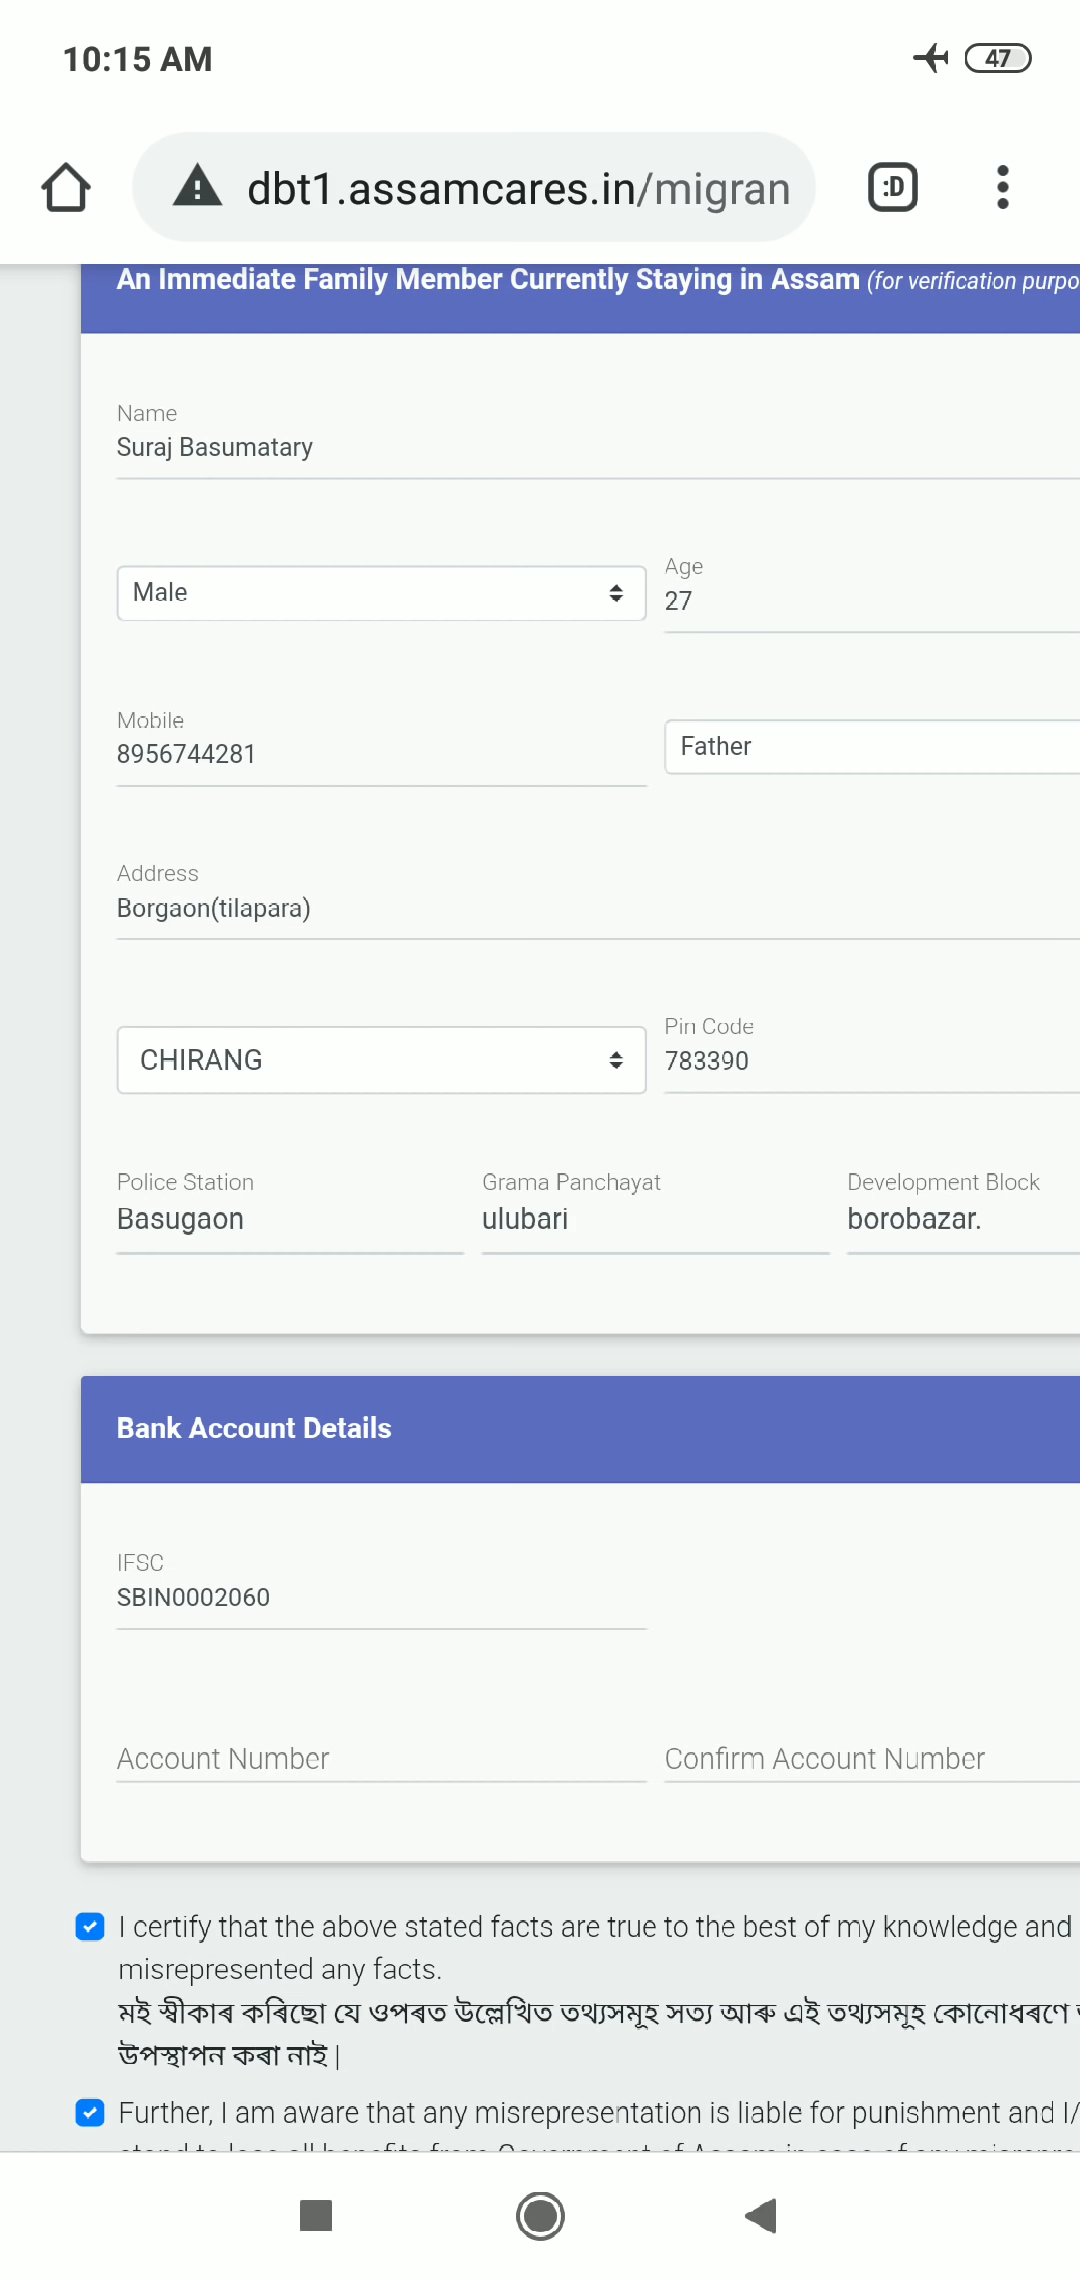 10:15 AM
47
dbt1.assamcares.in/migran
:D
An Immediate Family Member Currently Staying in Assam (for verification purpo
Name
Suraj Basumatary
Male
Age
27
Mobile
8956744281
Father
Address
Borgaon(tilapara)
CHIRANG
Pin Code
783390
Police Station
Grama Panchayat
Development Block
Basugaon
ulubari
borobazar.
Bank Account Details
IFSC
SBIN0002060
Account Number
Confirm Account Number
I certify that the above stated facts are true to the best of my knowledge and
misrepresented any facts.
মই স্বীকাৰ কৰিছো যে ওপৰত উল্লেখিত তথ্যসমূহ সত্য আৰু এই তথ্যসমূহ কোনোধৰণে
উপস্থাপন কৰা নাই |
Further, I am aware that any misrepresentation is liable for punishment and I/